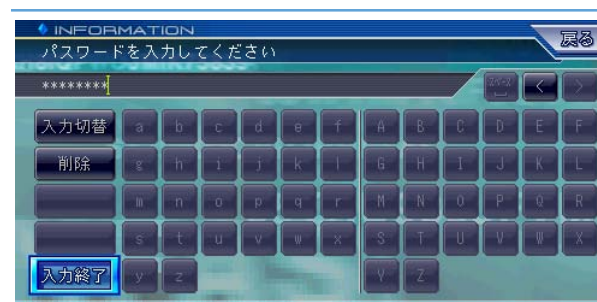 INFORMATION
戻る
パスワードを入力してください
********
スペース < >
入力切替 a b c d e f A B C D E F
削除 g h i j k l G H I J K L
m n o p q r M N O P Q R
s t u v w x S T U V W X
入力終了 y z Y Z